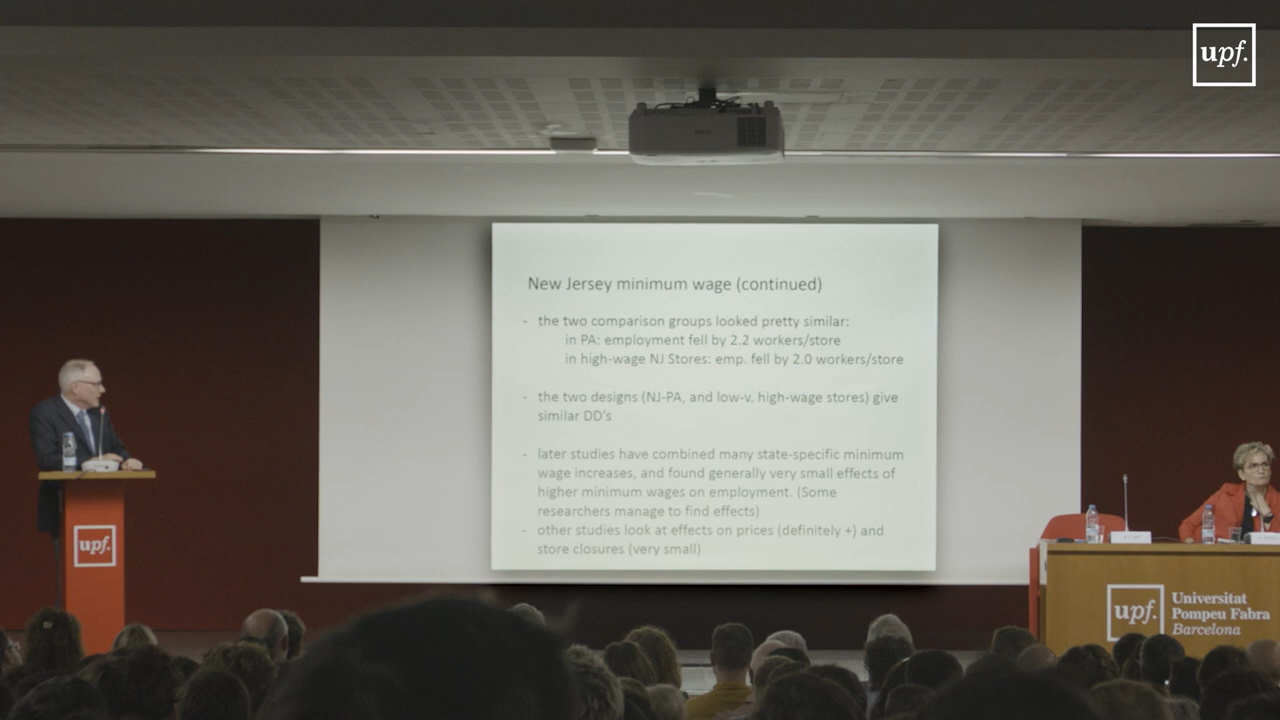 upf.
New Jersey minimum wage (continued)
- the two comparison groups looked pretty similar:
in PA: employment fell by 2.2 workers/store
in high-wage NJ Stores: emp. fell by 2.0 workers/store
- the two designs (NJ-PA, and low-v. high-wage stores) give
similar DD's
- later studies have combined many state-specific minimum
wage increases, and found generally very small effects of
higher minimum wages on employment. (Some
researchers manage to find effects)
- other studies look at effects on prices (definitely +) and
store closures (very small)
upf.
upf.
Universitat
Pompeu Fabra
Barcelona